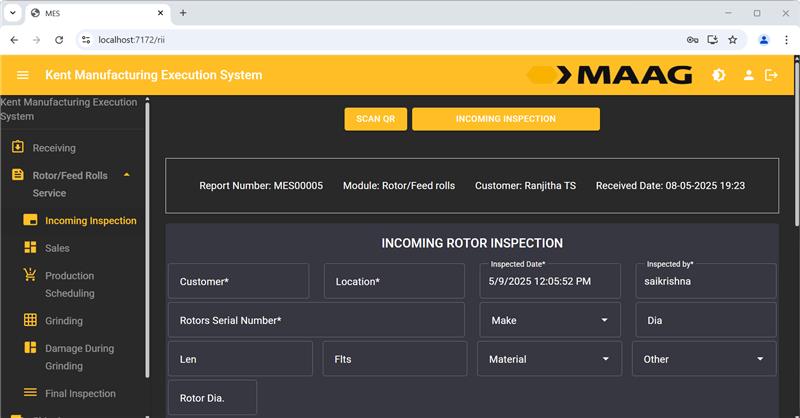 MES
localhost:7172/rii
Kent Manufacturing Execution System
MAAG
Kent Manufacturing Execution
System
Receiving
Rotor/Feed Rolls
Service
Incoming Inspection
Sales
Production
Scheduling
Grinding
Damage During
Grinding
Final Inspection
SCAN QR
INCOMING INSPECTION
Report Number: MES00005 Module: Rotor/Feed rolls Customer: Ranjitha TS Received Date: 08-05-2025 19:23
INCOMING ROTOR INSPECTION
Inspected Date* Inspected by*
Customer* Location* 5/9/2025 12:05:52 PM saikrishna
Rotors Serial Number* Make Dia
Len Flts Material Other
Rotor Dia.